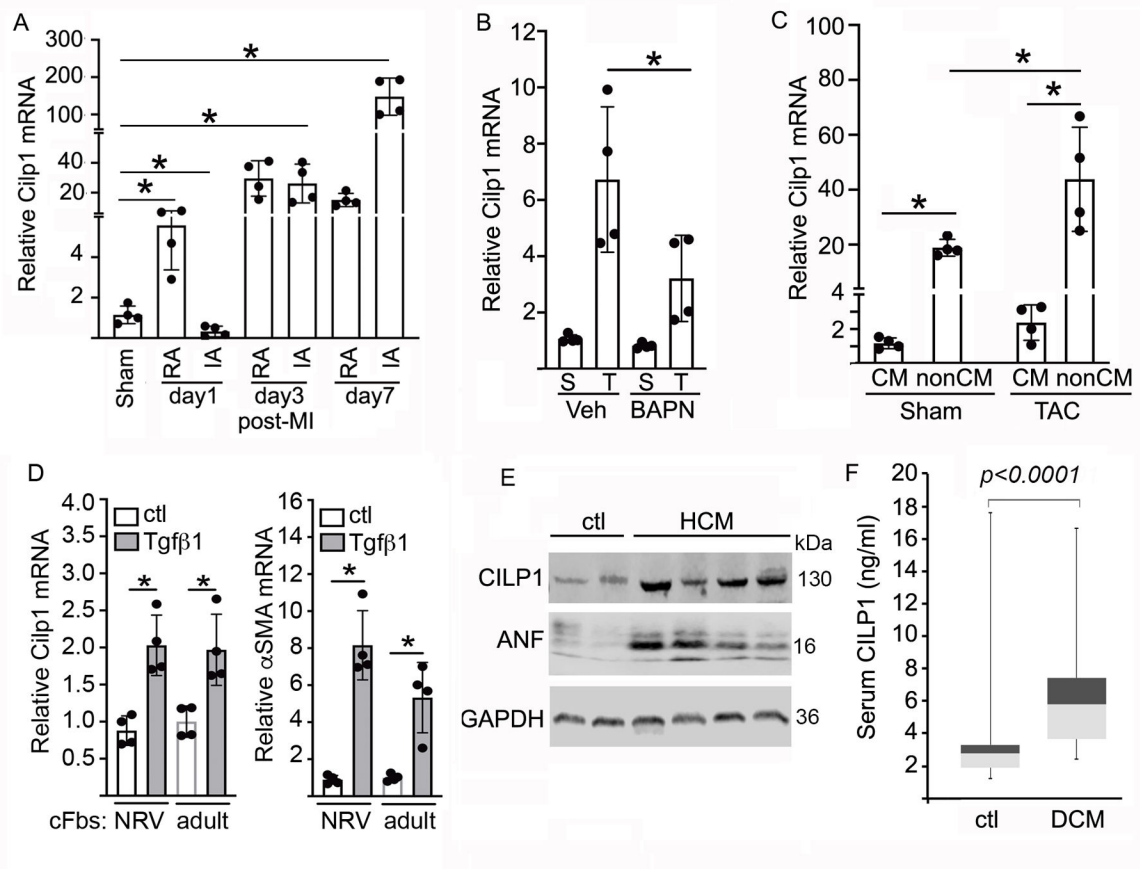 A
Relative Cilp1 mRNA
300
200
100
40
20
4
2
*
*
*
*
Sham
RA
IA
RA
IA
RA
IA
day1
day3
day7
post-MI
B
Relative Cilp1 mRNA
12
10
8
6
4
2
*
S T S T
Veh BAPN
C
Relative Cilp1 mRNA
100
80
60
40
20
4
2
*
*
*
CM nonCM CM nonCM
Sham TAC
D
Relative Cilp1 mRNA
4.0
3.5
3.0
2.5
2.0
1.5
1.0
0.5
ctl
Tgfβ1
* *
cFbs: NRV adult
Relative αSMA mRNA
16
14
12
10
8
6
4
2
ctl
Tgfβ1
*
*
NRV adult
E
ctl HCM
kDa
CILP1 130
ANF 16
GAPDH 36
F
Serum CILP1 (ng/ml)
20
18
16
14
12
10
8
6
4
2
p<0.0001
ctl DCM